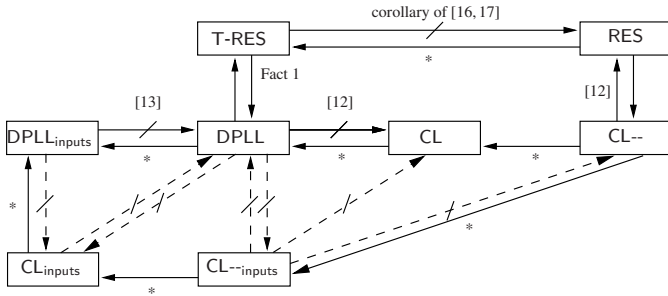 corollary of [16, 17]
T-RES
RES
*
Fact 1
[13]
[12]
[12]
DPLLinputs
DPLL
CL
CL--
*
*
*
*
*
CLinputs
CL--inputs
*